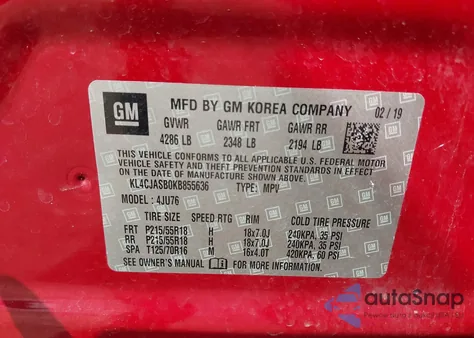 GM
MFD BY GM KOREA COMPANY 02/19
GVWR GAWR FRT GAWR RR
4286 LB 2348 LB 2194 LB
THIS VEHICLE CONFORMS TO ALL APPLICABLE U.S. FEDERAL MOTOR
VEHICLE SAFETY AND THEFT PREVENTION STANDARDS IN EFFECT ON
THE DATE OF MANUFACTURE SHOWN ABOVE.
KL4CJASB0KB855636 TYPE: MPV
MODEL: 4JU76
TIRE SIZE SPEED RTG RIM COLD TIRE PRESSURE
FRT P215/55R18 H 18x7.0J 240KPA, 35 PSI
RR P215/55R18 H 18x7.0J 240KPA, 35 PSI
SPA T125/70R16 M 16x4.0T 420KPA, 60 PSI
SEE OWNER'S MANUAL FOR MORE INFORMATION.
autoSnap